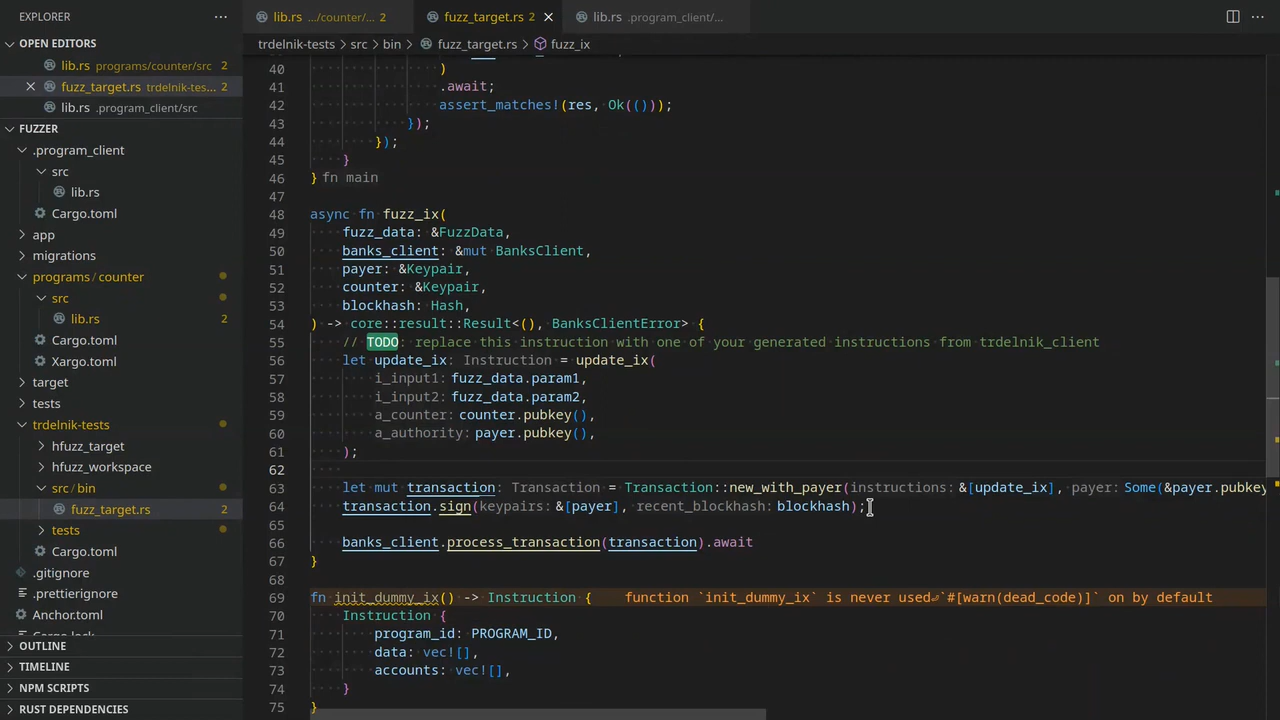 EXPLORER
OPEN EDITORS
lib.rs programs/counter/src 2
fuzz_target.rs trdelnik-tes... 2
lib.rs .program_client/src
FUZZER
.program_client
src
lib.rs
Cargo.toml
app
migrations
programs / counter
src
lib.rs 2
Cargo.toml
Xargo.toml
target
tests
trdelnik-tests
hfuzz_target
hfuzz_workspace
src / bin
fuzz_target.rs 2
tests
Cargo.toml
.gitignore
.prettierignore
Anchor.toml
OUTLINE
TIMELINE
NPM SCRIPTS
RUST DEPENDENCIES
lib.rs .../counter/... 2
fuzz_target.rs 2
lib.rs .program_client/...
trdelnik-tests > src > bin > fuzz_target.rs > fuzz_ix
40 )
41 .await;
42 assert_matches!(res, Ok(()));
43 });
44 });
45 }
46 } fn main
47
48 async fn fuzz_ix(
49 fuzz_data: &FuzzData,
50 banks_client: &mut BanksClient,
51 payer: &Keypair,
52 counter: &Keypair,
53 blockhash: Hash,
54 ) -> core::result::Result<(), BanksClientError> {
55 // TODO: replace this instruction with one of your generated instructions from trdelnik_client
56 let update_ix: Instruction = update_ix(
57 i_input1: fuzz_data.param1,
58 i_input2: fuzz_data.param2,
59 a_counter: counter.pubkey(),
60 a_authority: payer.pubkey(),
61 );
62
63 let mut transaction: Transaction = Transaction::new_with_payer(instructions: &[update_ix], payer: Some(&payer.pubkey
64 transaction.sign(keypairs: &[payer], recent_blockhash: blockhash);
65
66 banks_client.process_transaction(transaction).await
67 }
68
69 fn init_dummy_ix() -> Instruction { function `init_dummy_ix` is never used⏎`#[warn(dead_code)]` on by default
70 Instruction {
71 program_id: PROGRAM_ID,
72 data: vec![],
73 accounts: vec![],
74 }
75 }